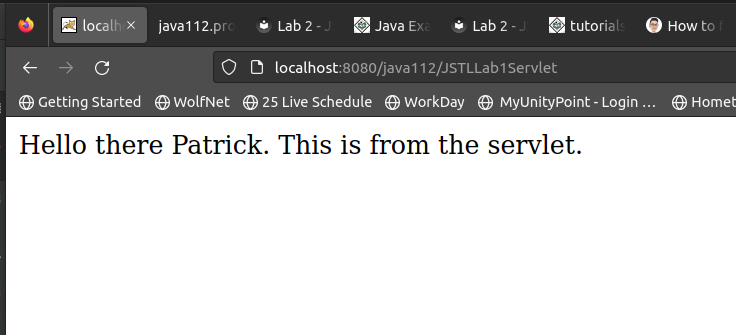 localh java112.pro Lab 2 - J Java Exa Lab 2 - J tutorials How to f
localhost:8080/java112/JSTLLab1Servlet
Getting Started WolfNet 25 Live Schedule WorkDay MyUnityPoint - Login … Homet
Hello there Patrick. This is from the servlet.